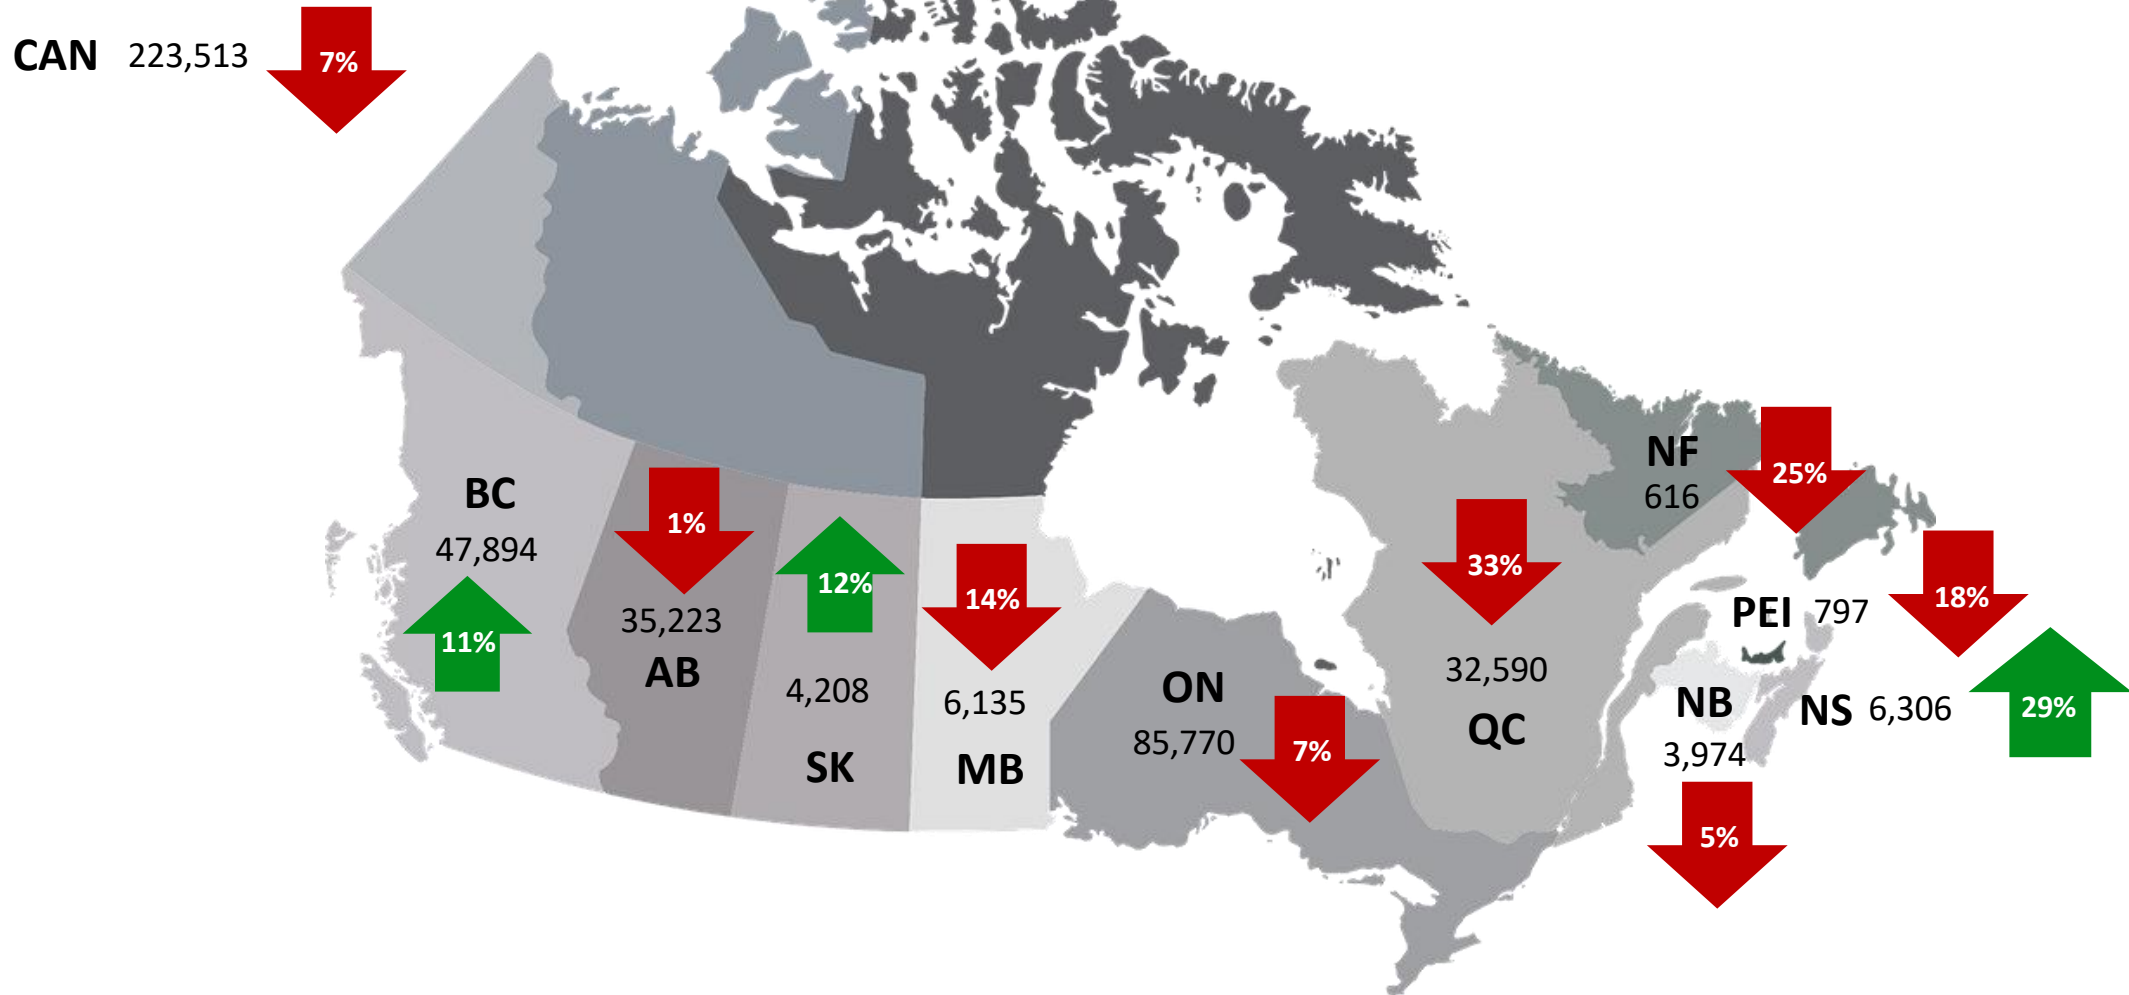 CAN 223,513 7%
BC
47,894
11%
1%
35,223
AB
12%
4,208
SK
14%
6,135
MB
ON
85,770
7%
33%
32,590
QC
NF
616
25%
PEI 797
18%
NB
3,974
5%
NS 6,306
29%